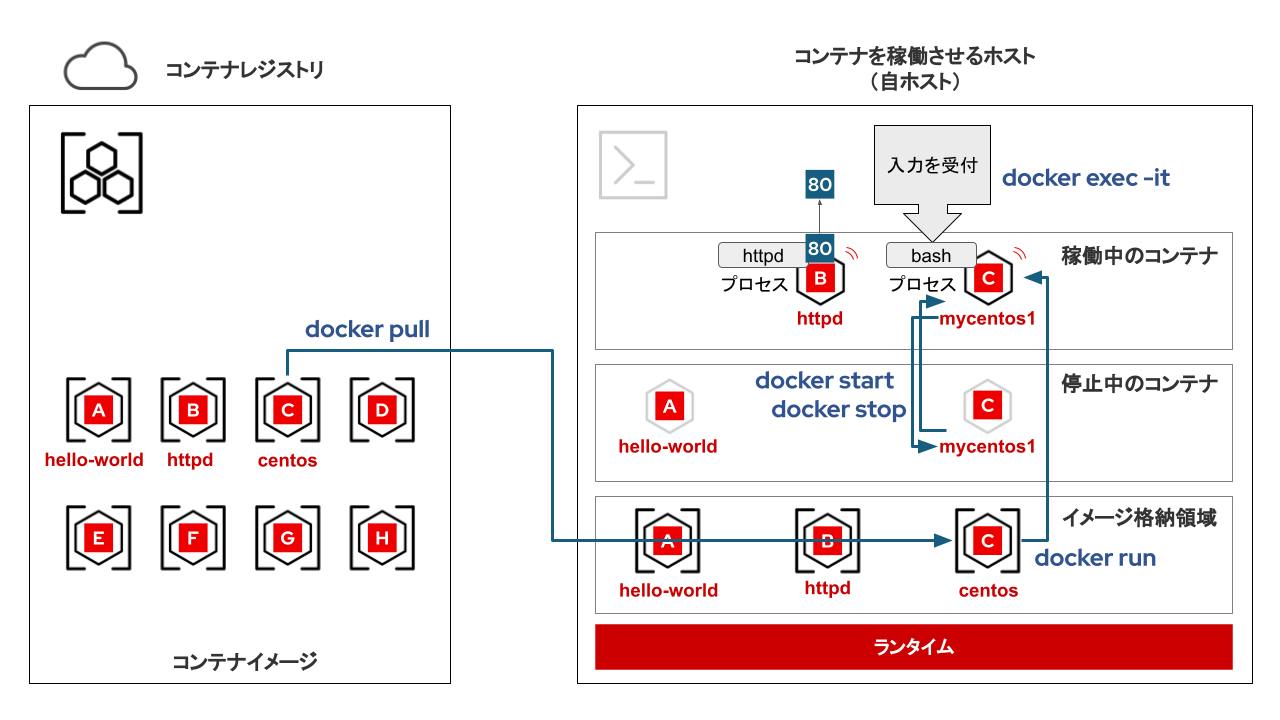 コンテナレジストリ
A
B
C
D
hello-world
httpd
centos
E
F
G
H
コンテナイメージ
docker pull
コンテナを稼働させるホスト
（自ホスト）
80
入力を受付
docker exec -it
httpd
80
bash
稼働中のコンテナ
プロセス
B
プロセス
C
httpd
mycentos1
docker start
docker stop
停止中のコンテナ
A
C
hello-world
mycentos1
イメージ格納領域
A
B
C
docker run
hello-world
httpd
centos
ランタイム